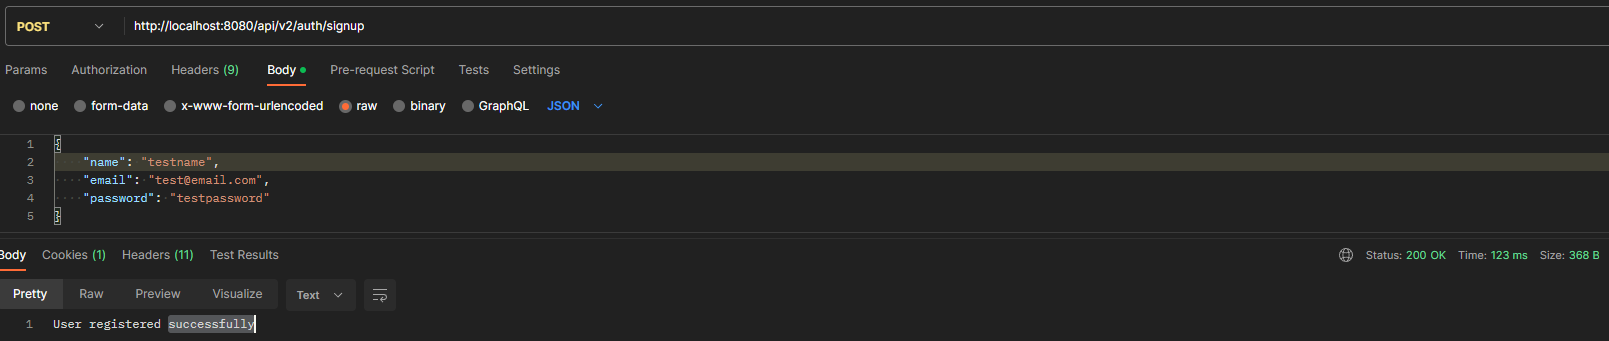 POST http://localhost:8080/api/v2/auth/signup
Params Authorization Headers (9) Body Pre-request Script Tests Settings
none form-data x-www-form-urlencoded raw binary GraphQL JSON
1 {
2 "name": "testname",
3 "email": "test@email.com",
4 "password": "testpassword"
5 }
Body Cookies (1) Headers (11) Test Results Status: 200 OK Time: 123 ms Size: 368 B
Pretty Raw Preview Visualize Text
1 User registered successfully